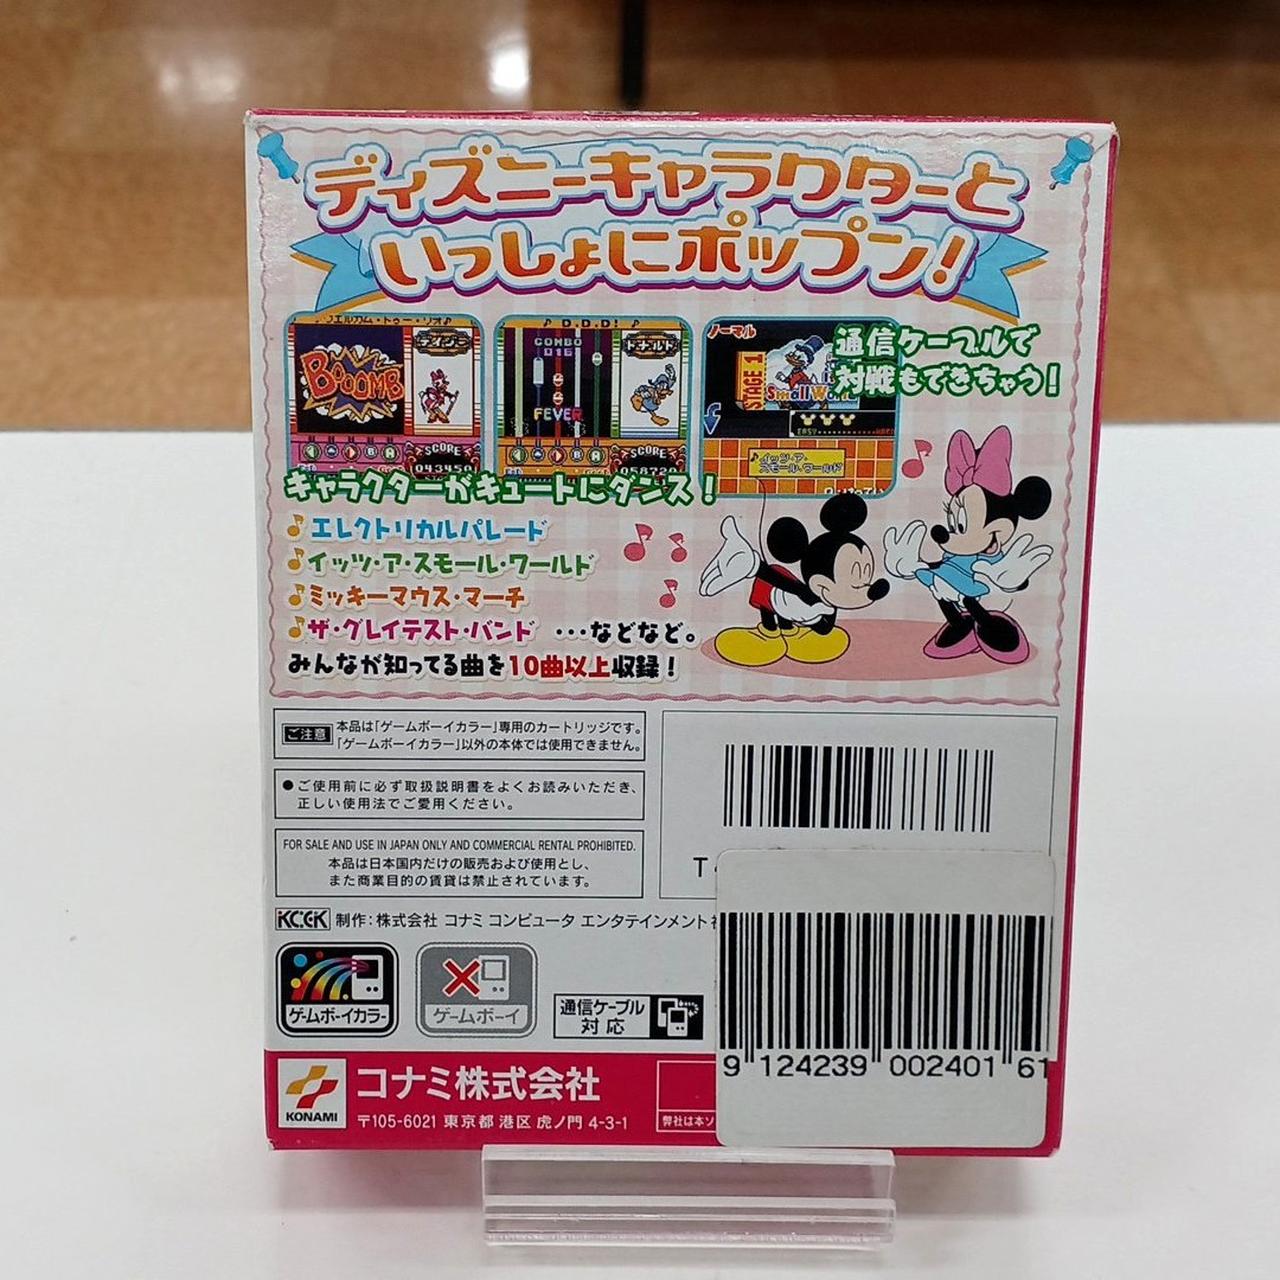 ディズニーキャラクターと
いっしょにポップン!
デイジー
BOOOMB
SCORE
043450
♪ D.D.D! ♪
COMBO
016
ドナルド
FEVER
SCORE
058720
ノーマル
STAGE 1
Small World
EASY
♪イッツ・ア・
スモール・ワールド
通信ケーブルで
対戦もできちゃう!
キャラクターがキュートにダンス!
♪エレクトリカルパレード
♪イッツ・ア・スモール・ワールド
♪ミッキーマウス・マーチ
♪ザ・グレイテスト・バンド …などなど。
みんなが知ってる曲を10曲以上収録!
ご注意 本品は「ゲームボーイカラー」専用のカートリッジです。
「ゲームボーイカラー」以外の本体では使用できません。
●ご使用前に必ず取扱説明書をよくお読みいただき、
正しい使用法でご愛用ください。
FOR SALE AND USE IN JAPAN ONLY AND COMMERCIAL RENTAL PROHIBITED.
本品は日本国内だけの販売および使用とし、
また商業目的の賃貸は禁止されています。
KCEK 制作:株式会社 コナミ コンピュータ エンタテインメント
ゲームボーイカラー
ゲームボーイ
通信ケーブル
対応
T
9 124239 002401 61
KONAMI
コナミ株式会社
〒105-6021 東京都 港区 虎ノ門 4-3-1
弊社は本ソ